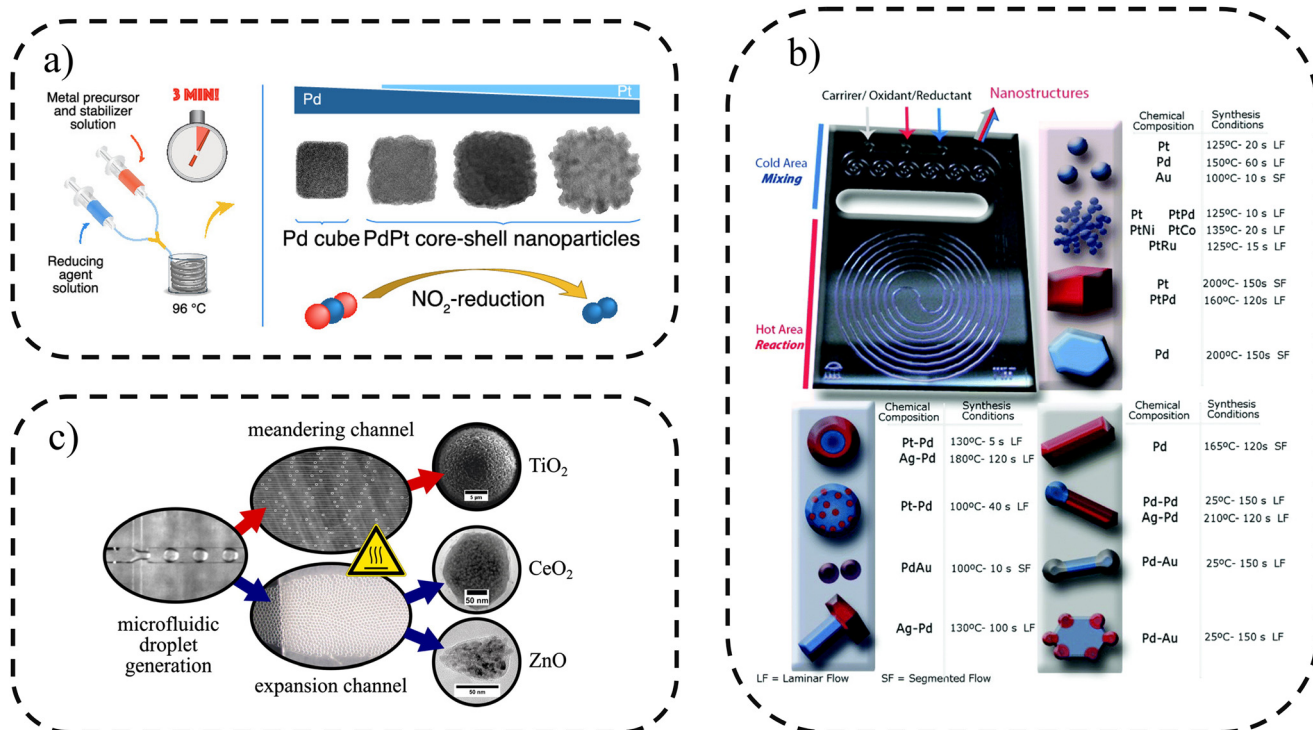 a)
Metal precursor
and stabilizer
solution
3 MIN!
Reducing
agent
solution
96 °C
Pd
Pt
Pd cube
PdPt core-shell nanoparticles
NO2-reduction
b)
Carrirer/ Oxidant/Reductant
Nanostructures
Cold Area
Mixing
Hot Area
Reaction
Chemical
Composition
Synthesis
Conditions
Pt 125ºC- 20 s LF
Pd 150ºC- 60 s LF
Au 100ºC- 10 s SF
Pt PtPd 125ºC- 10 s LF
PtNi PtCo 135ºC- 20 s LF
PtRu 125ºC- 15 s LF
Pt 200ºC- 150s SF
PtPd 160ºC- 120s LF
Pd 200ºC- 150s SF
Chemical
Composition
Synthesis
Conditions
Pt-Pd 130ºC- 5 s LF
Ag-Pd 180ºC- 120 s LF
Pt-Pd 100ºC- 40 s LF
PdAu 100ºC- 10 s SF
Ag-Pd 130ºC- 100 s LF
Chemical
Composition
Synthesis
Conditions
Pd 165ºC- 120s SF
Pd-Pd 25ºC- 150 s LF
Ag-Pd 210ºC- 120 s LF
Pd-Au 25ºC- 150 s LF
Pd-Au 25ºC- 150 s LF
LF = Laminar Flow SF = Segmented Flow
c)
meandering channel
TiO2
5 µm
CeO2
50 nm
microfluidic
droplet
generation
ZnO
50 nm
expansion channel